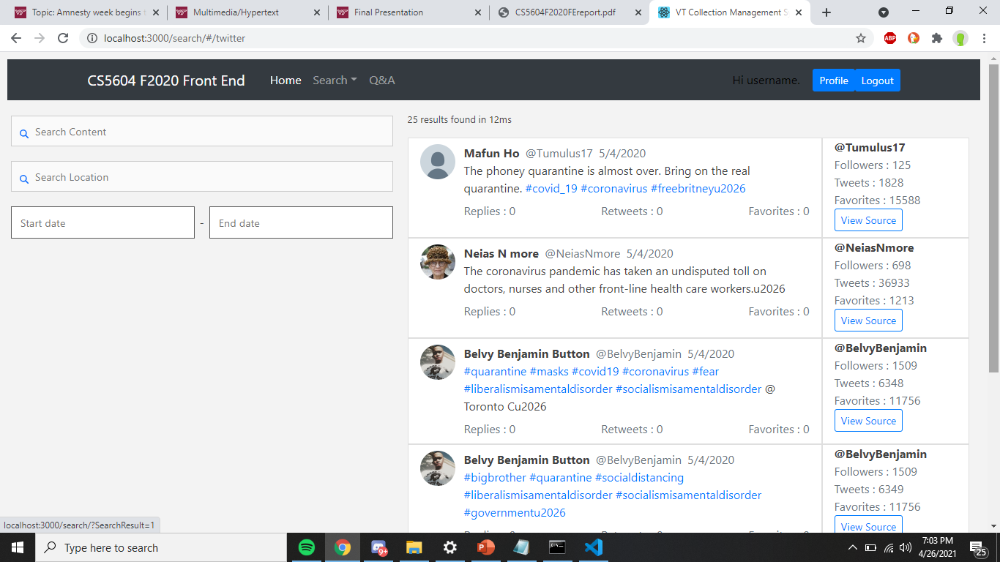 Topic: Amnesty week begins
Multimedia/Hypertext
Final Presentation
CS5604F2020FEreport.pdf
VT Collection Management S
localhost:3000/search/#/twitter
ABP
CS5604 F2020 Front End
Home
Search
Q&A
Hi username.
Profile
Logout
Search Content
Search Location
Start date
-
End date
25 results found in 12ms
Mafun Ho @Tumulus17 5/4/2020
The phoney quarantine is almost over. Bring on the real
quarantine. #covid_19 #coronavirus #freebritneyu2026
Replies : 0
Retweets : 0
Favorites : 0
@Tumulus17
Followers : 125
Tweets : 1828
Favorites : 15588
View Source
Neias N more @NeiasNmore 5/4/2020
The coronavirus pandemic has taken an undisputed toll on
doctors, nurses and other front-line health care workers.u2026
Replies : 0
Retweets : 0
Favorites : 0
@NeiasNmore
Followers : 698
Tweets : 36933
Favorites : 1213
View Source
Belvy Benjamin Button @BelvyBenjamin 5/4/2020
#quarantine #masks #covid19 #coronavirus #fear
#liberalismisamentaldisorder #socialismisamentaldisorder @
Toronto Cu2026
Replies : 0
Retweets : 0
Favorites : 0
@BelvyBenjamin
Followers : 1509
Tweets : 6348
Favorites : 11756
View Source
Belvy Benjamin Button @BelvyBenjamin 5/4/2020
#bigbrother #quarantine #socialdistancing
#liberalismisamentaldisorder #socialismisamentaldisorder
#governmentu2026
@BelvyBenjamin
Followers : 1509
Tweets : 6349
Favorites : 11756
View Source
localhost:3000/search/?SearchResult=1
Type here to search
9+
7:03 PM
4/26/2021
25